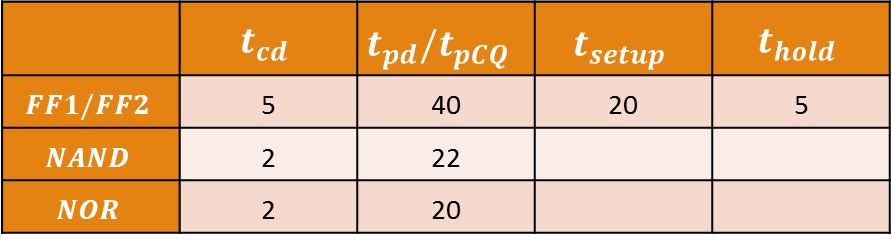 t_cd t_pd/t_pCQ t_setup t_hold
FF1/FF2 5 40 20 5
NAND 2 22
NOR 2 20